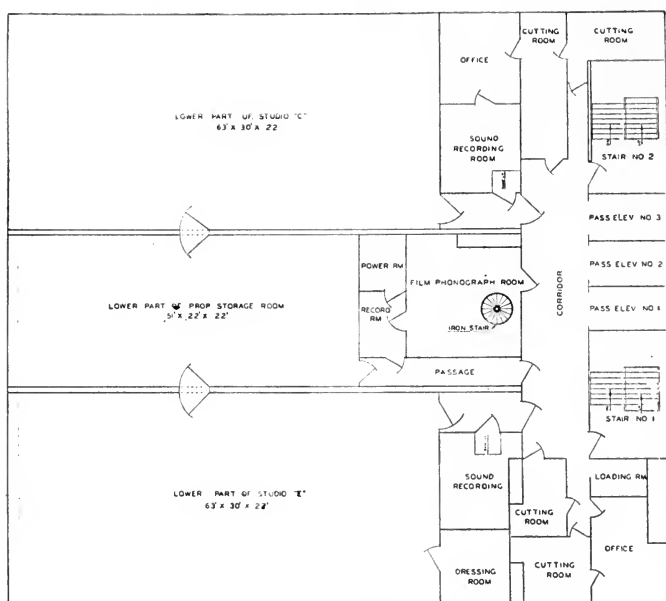 CUTTING
ROOM
CUTTING
ROOM
OFFICE
LOWER PART OF STUDIO "C"
63' X 30' X 22
SOUND
RECORDING
ROOM
STAIR NO 2
PASS ELEV NO 3
POWER RM
FILM PHONOGRAPH ROOM
PASS ELEV NO 2
CORRIDOR
LOWER PART OF PROP STORAGE ROOM
51' X 22' X 22'
RECORD
RM
PASS ELEV NO 1
IRON STAIR
PASSAGE
STAIR NO 1
SOUND
RECORDING
LOADING RM
LOWER PART OF STUDIO "E"
63' X 30' X 22'
CUTTING
ROOM
OFFICE
DRESSING
ROOM
CUTTING
ROOM